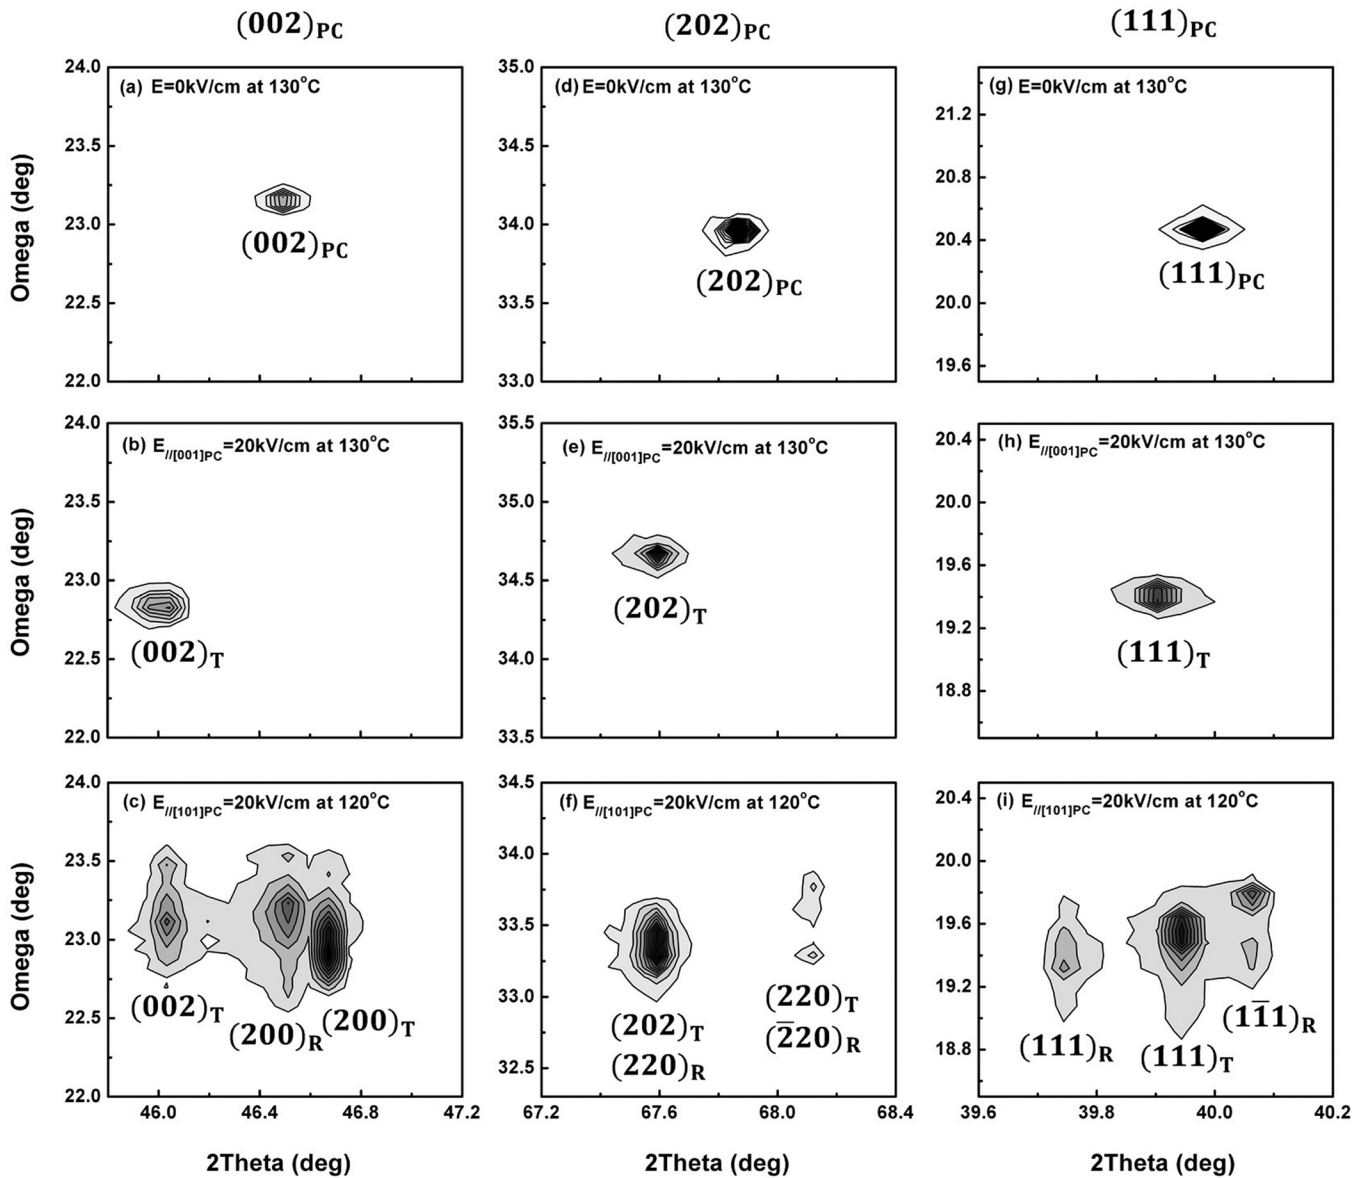 (002)PC
(202)PC
(111)PC
(a) E=0kV/cm at 130°C
(d) E=0kV/cm at 130°C
(g) E=0kV/cm at 130°C
24.0
23.5
23.0
22.5
22.0
Omega (deg)
(002)PC
35.0
34.5
34.0
33.5
33.0
(202)PC
21.2
20.8
20.4
20.0
19.6
(111)PC
(b) E//[001]PC=20kV/cm at 130°C
(e) E//[001]PC=20kV/cm at 130°C
(h) E//[001]PC=20kV/cm at 130°C
24.0
23.5
23.0
22.5
22.0
Omega (deg)
(002)T
35.5
35.0
34.5
34.0
33.5
(202)T
20.4
20.0
19.6
19.2
18.8
(111)T
(c) E//[101]PC=20kV/cm at 120°C
(f) E//[101]PC=20kV/cm at 120°C
(i) E//[101]PC=20kV/cm at 120°C
24.0
23.5
23.0
22.5
22.0
Omega (deg)
(002)T
(200)R
(200)T
46.0 46.4 46.8 47.2
2Theta (deg)
34.5
34.0
33.5
33.0
32.5
(202)T
(220)R
(220)T
(2̅20)R
67.2 67.6 68.0 68.4
2Theta (deg)
20.4
20.0
19.6
19.2
18.8
(111)R
(111)T
(11̅1)R
39.6 39.8 40.0 40.2
2Theta (deg)